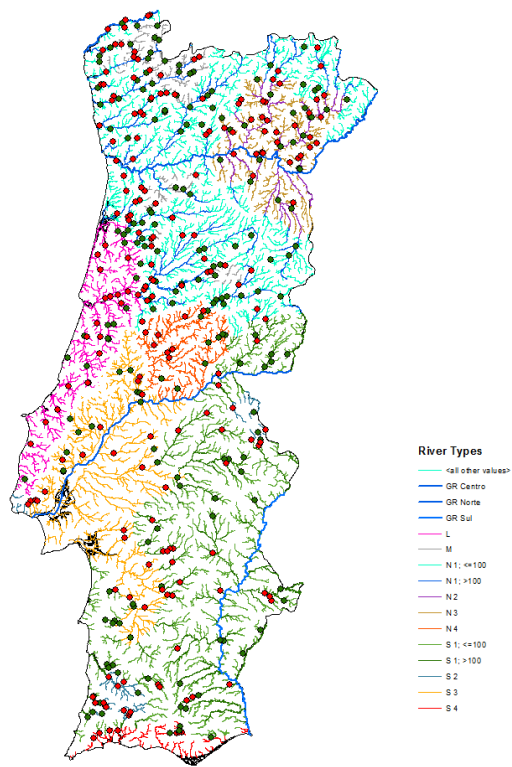 River Types
<all other values>
GR Centro
GR Norte
GR Sul
L
M
N 1; <=100
N 1; >100
N 2
N 3
N 4
S 1; <=100
S 1; >100
S 2
S 3
S 4